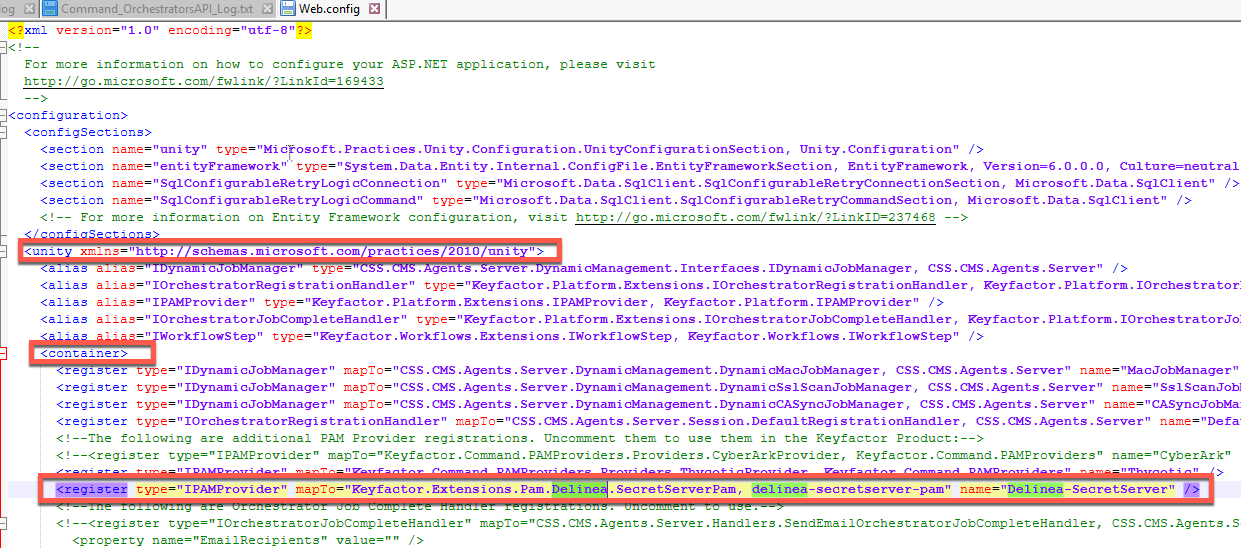 log Command_OrchestratorsAPI_Log.txt Web.config
<?xml version="1.0" encoding="utf-8"?>
<!--
For more information on how to configure your ASP.NET application, please visit
http://go.microsoft.com/fwlink/?LinkId=169433
-->
<configuration>
<configSections>
<section name="unity" type="Microsoft.Practices.Unity.Configuration.UnityConfigurationSection, Unity.Configuration" />
<section name="entityFramework" type="System.Data.Entity.Internal.ConfigFile.EntityFrameworkSection, EntityFramework, Version=6.0.0.0, Culture=neutral
<section name="SqlConfigurableRetryLogicConnection" type="Microsoft.Data.SqlClient.SqlConfigurableRetryConnectionSection, Microsoft.Data.SqlClient" />
<section name="SqlConfigurableRetryLogicCommand" type="Microsoft.Data.SqlClient.SqlConfigurableRetryCommandSection, Microsoft.Data.SqlClient" />
<!-- For more information on Entity Framework configuration, visit http://go.microsoft.com/fwlink/?LinkID=237468 -->
</configSections>
<unity xmlns="http://schemas.microsoft.com/practices/2010/unity">
<alias alias="IDynamicJobManager" type="CSS.CMS.Agents.Server.DynamicManagement.Interfaces.IDynamicJobManager, CSS.CMS.Agents.Server" />
<alias alias="IOrchestratorRegistrationHandler" type="Keyfactor.Platform.Extensions.IOrchestratorRegistrationHandler, Keyfactor.Platform.IOrchestrator
<alias alias="IPAMProvider" type="Keyfactor.Platform.Extensions.IPAMProvider, Keyfactor.Platform.IPAMProvider" />
<alias alias="IOrchestratorJobCompleteHandler" type="Keyfactor.Platform.Extensions.IOrchestratorJobCompleteHandler, Keyfactor.Platform.IOrchestratorJo
<alias alias="IWorkflowStep" type="Keyfactor.Workflows.Extensions.IWorkflowStep, Keyfactor.Workflows.IWorkflowStep" />
<container>
<register type="IDynamicJobManager" mapTo="CSS.CMS.Agents.Server.DynamicManagement.DynamicMacJobManager, CSS.CMS.Agents.Server" name="MacJobManager"
<register type="IDynamicJobManager" mapTo="CSS.CMS.Agents.Server.DynamicManagement.DynamicSslScanJobManager, CSS.CMS.Agents.Server" name="SslScanJob
<register type="IDynamicJobManager" mapTo="CSS.CMS.Agents.Server.DynamicManagement.DynamicCASyncJobManager, CSS.CMS.Agents.Server" name="CASyncJobMa
<register type="IOrchestratorRegistrationHandler" mapTo="CSS.CMS.Agents.Server.Session.DefaultRegistrationHandler, CSS.CMS.Agents.Server" name="Defa
<!--The following are additional PAM Provider registrations. Uncomment them to use them in the Keyfactor Product:-->
<!--<register type="IPAMProvider" mapTo="Keyfactor.Command.PAMProviders.Providers.CyberArkProvider, Keyfactor.Command.PAMProviders" name="CyberArk"
<register type="IPAMProvider" mapTo="Keyfactor.Command.PAMProviders.Providers.ThycoticProvider, Keyfactor.Command.PAMProviders" name="Thycotic" />
<register type="IPAMProvider" mapTo="Keyfactor.Extensions.Pam.Delinea.SecretServerPam, delinea-secretserver-pam" name="Delinea-SecretServer" />
<!--The following are Orchestrator Job Complete Handler registrations. Uncomment to use.-->
<!--<register type="IOrchestratorJobCompleteHandler" mapTo="CSS.CMS.Agents.Server.Handlers.SendEmailOrchestratorJobCompleteHandler, CSS.CMS.Agents.S
<property name="EmailRecipients" value="" />